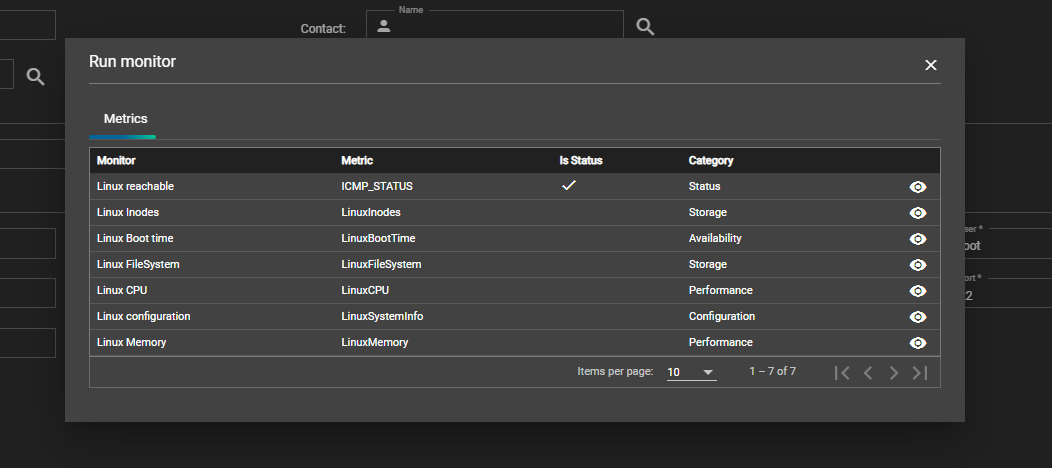 Name
Contact:
Run monitor
Metrics
Monitor Metric Is Status Category
Linux reachable ICMP_STATUS Status
Linux Inodes LinuxInodes Storage
Linux Boot time LinuxBootTime Availability
Linux FileSystem LinuxFileSystem Storage
Linux CPU LinuxCPU Performance
Linux configuration LinuxSystemInfo Configuration
Linux Memory LinuxMemory Performance
Items per page: 10 1 – 7 of 7
ser *
oot
ort *
2